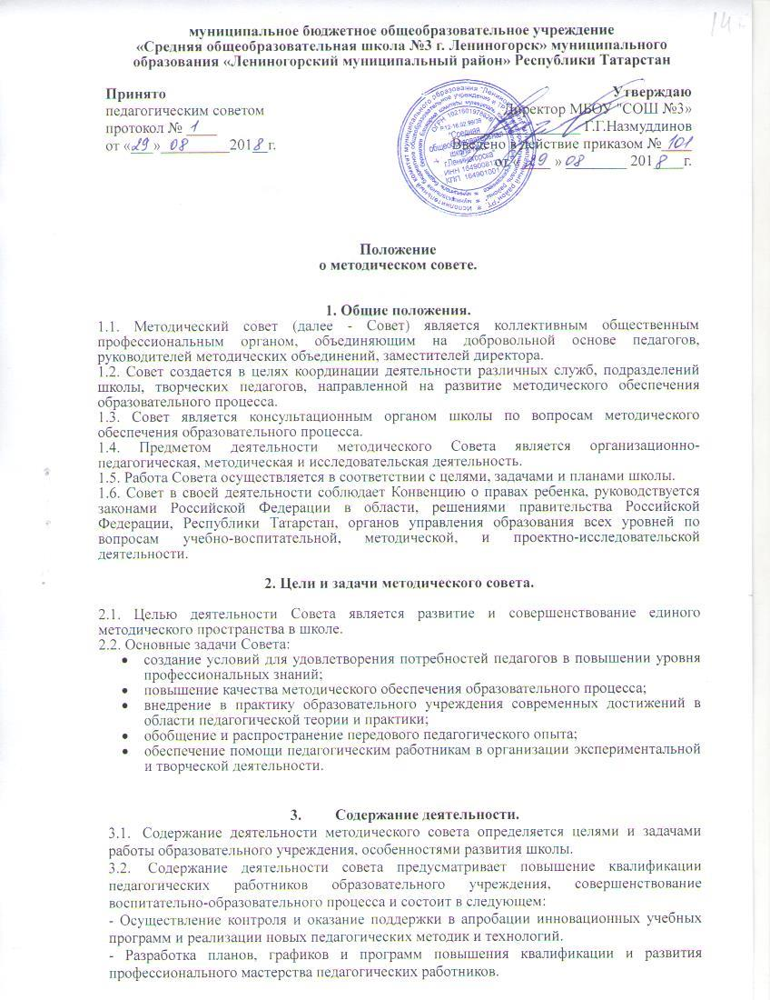 14
муниципальное бюджетное общеобразовательное учреждение
«Средняя общеобразовательная школа №3 г. Лениногорск» муниципального
образования «Лениногорский муниципальный район» Республики Татарстан
Принято
педагогическим советом
протокол № 1
от «29» 08 2018 г.
Утверждаю
Директор МБОУ "СОШ №3»
Г.Г.Назмуддинов
Введено в действие приказом № 101
от « 29 » 08 2018 г.
"Средняя
общеобразовательная
школа
г.Лениногорска"
КПП 164901001
Положение
о методическом совете.
1. Общие положения.
1.1. Методический совет (далее - Совет) является коллективным общественным
профессиональным органом, объединяющим на добровольной основе педагогов,
руководителей методических объединений, заместителей директора.
1.2. Совет создается в целях координации деятельности различных служб, подразделений
школы, творческих педагогов, направленной на развитие методического обеспечения
образовательного процесса.
1.3. Совет является консультационным органом школы по вопросам методического
обеспечения образовательного процесса.
1.4. Предметом деятельности методического Совета является организационно-
педагогическая, методическая и исследовательская деятельность.
1.5. Работа Совета осуществляется в соответствии с целями, задачами и планами школы.
1.6. Совет в своей деятельности соблюдает Конвенцию о правах ребенка, руководствуется
законами Российской Федерации в области, решениями правительства Российской
Федерации, Республики Татарстан, органов управления образования всех уровней по
вопросам учебно-воспитательной, методической, и проектно-исследовательской
деятельности.
2. Цели и задачи методического совета.
2.1. Целью деятельности Совета является развитие и совершенствование единого
методического пространства в школе.
2.2. Основные задачи Совета:
• создание условий для удовлетворения потребностей педагогов в повышении уровня
профессиональных знаний;
• повышение качества методического обеспечения образовательного процесса;
• внедрение в практику образовательного учреждения современных достижений в
области педагогической теории и практики;
• обобщение и распространение передового педагогического опыта;
• обеспечение помощи педагогическим работникам в организации экспериментальной
и творческой деятельности.
3. Содержание деятельности.
3.1. Содержание деятельности методического совета определяется целями и задачами
работы образовательного учреждения, особенностями развития школы.
3.2. Содержание деятельности совета предусматривает повышение квалификации
педагогических работников образовательного учреждения, совершенствование
воспитательно-образовательного процесса и состоит в следующем:
- Осуществление контроля и оказание поддержки в апробации инновационных учебных
программ и реализации новых педагогических методик и технологий.
- Разработка планов, графиков и программ повышения квалификации и развития
профессионального мастерства педагогических работников.